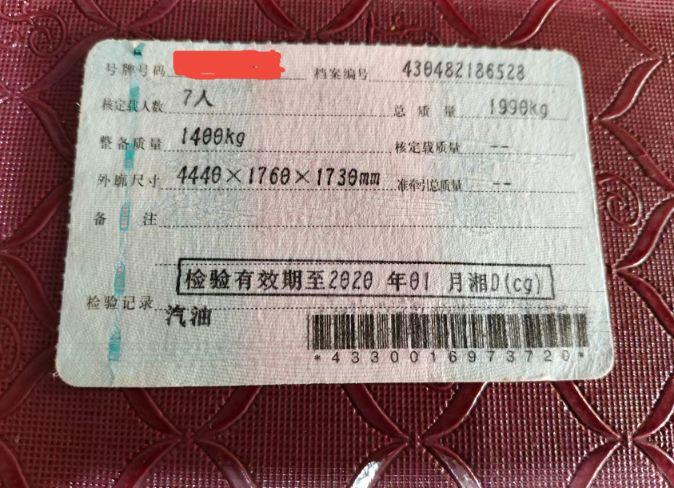 号牌号码 档案编号 430482186528
核定载人数 7人 总质量 1990kg
整备质量 1400kg 核定载质量 --
外廓尺寸 4440×1760×1730mm 准牵引总质量 --
备注
检验有效期至2020 年01 月湘D(cg)
检验记录
汽油
*4330016973720*